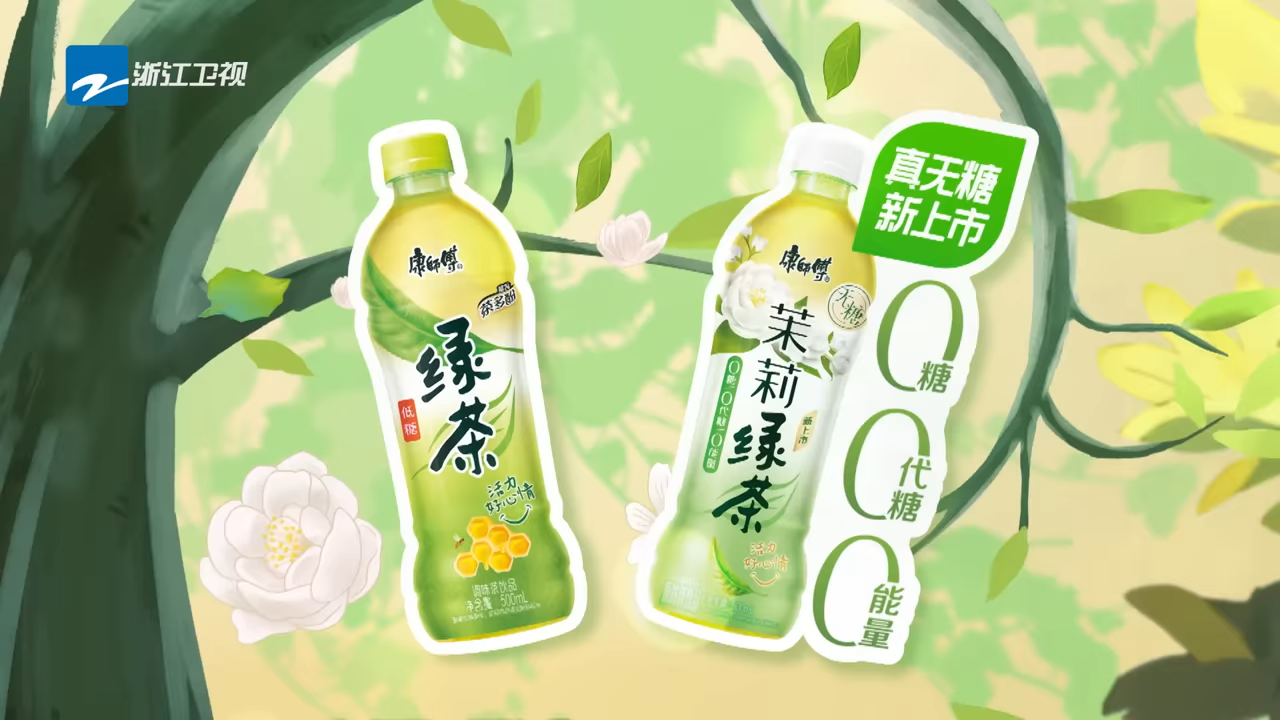 浙江卫视
康师傅
茶多酚
绿茶
低糖
活力
好心情
调味茶饮品
净含量 500mL
康师傅
无糖
茉莉
绿茶
0糖 0代糖 0能量
新上市
活力
好心情
真无糖
新上市
0糖
0代糖
0能量